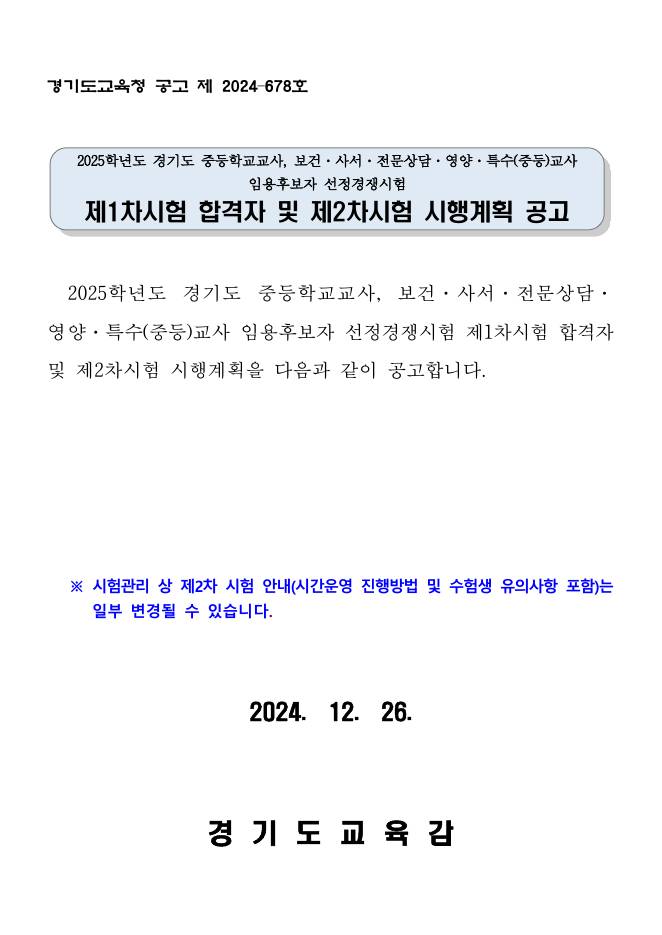 경기도교육청 공고 제 2024-678호
2025학년도 경기도 중등학교교사, 보건·사서·전문상담·영양·특수(중등)교사
임용후보자 선정경쟁시험
제1차시험 합격자 및 제2차시험 시행계획 공고
2025학년도 경기도 중등학교교사, 보건·사서·전문상담·
영양·특수(중등)교사 임용후보자 선정경쟁시험 제1차시험 합격자
및 제2차시험 시행계획을 다음과 같이 공고합니다.
※ 시험관리 상 제2차 시험 안내(시간운영 진행방법 및 수험생 유의사항 포함)는
일부 변경될 수 있습니다.
2024. 12. 26.
경 기 도 교 육 감